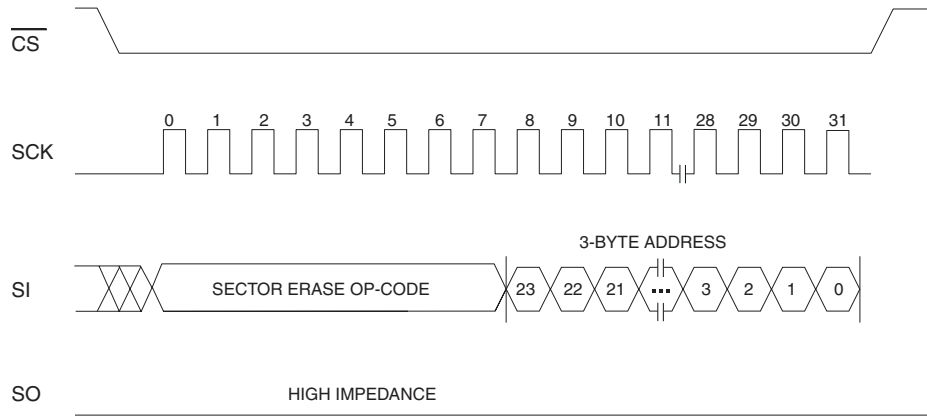 CS
0 1 2 3 4 5 6 7 8 9 10 11 28 29 30 31
SCK
3-BYTE ADDRESS
SI SECTOR ERASE OP-CODE 23 22 21 ... 3 2 1 0
SO HIGH IMPEDANCE